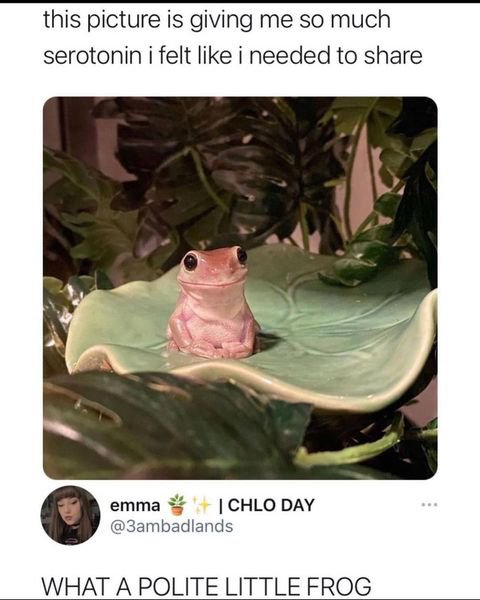 this picture is giving me so much
serotonin i felt like i needed to share
emma 🪴 ✨ | CHLO DAY
@3ambadlands
WHAT A POLITE LITTLE FROG